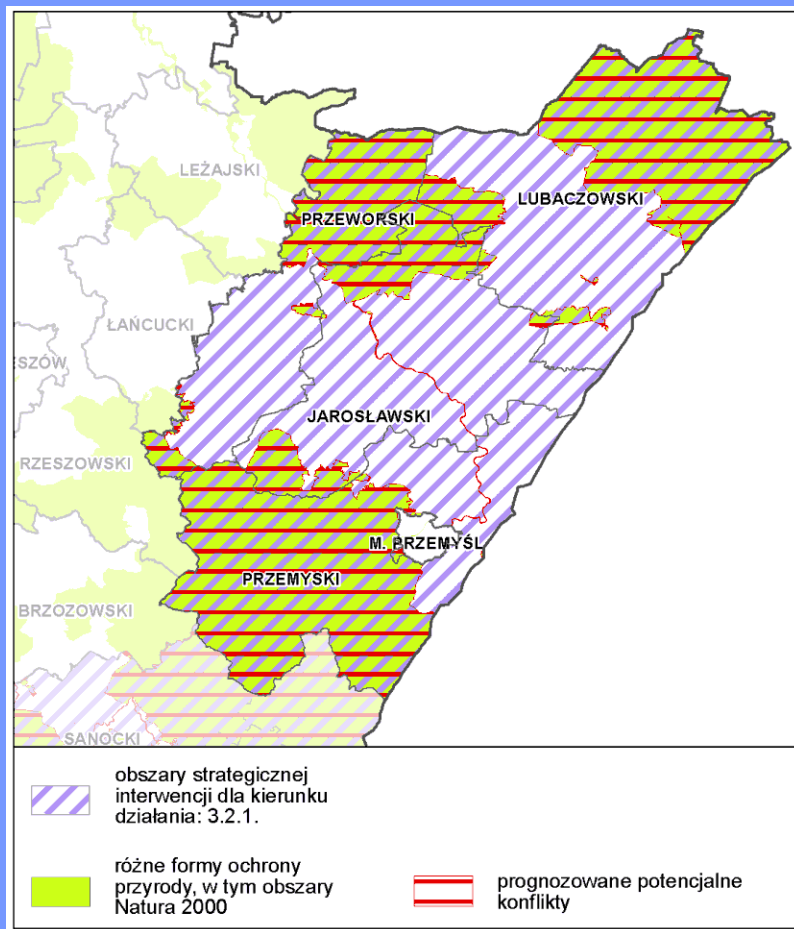 LEŻAJSKI
LUBACZOWSKI
PRZEWORSKI
ŁAŃCUCKI
ESZÓW
JAROSŁAWSKI
RZESZOWSKI
M. PRZEMYŚL
PRZEMYSKI
BRZOZOWSKI
SANOCKI
obszary strategicznej
interwencji dla kierunku
działania: 3.2.1.
różne formy ochrony
przyrody, w tym obszary
Natura 2000
prognozowane potencjalne
konflikty